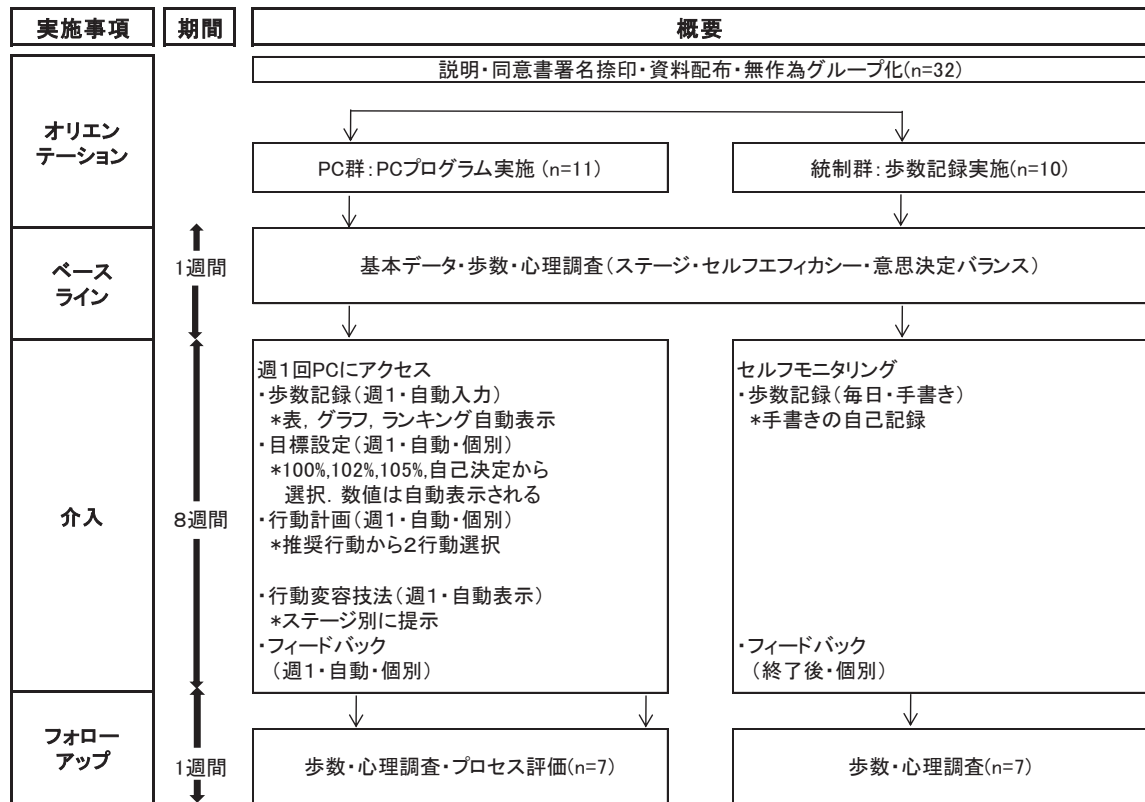 実施事項 期間 概要
説明・同意書署名捺印・資料配布・無作為グループ化(n=32)
オリエン
テーション
PC群：PCプログラム実施 (n=11)
統制群：歩数記録実施(n=10)
ベース
ライン
1週間
基本データ・歩数・心理調査(ステージ・セルフエフィカシー・意思決定バランス)
介入
8週間
週1回PCにアクセス
・歩数記録(週1・自動入力)
*表，グラフ，ランキング自動表示
・目標設定(週1・自動・個別)
*100%,102%,105%,自己決定から
選択．数値は自動表示される
・行動計画(週1・自動・個別)
*推奨行動から2行動選択
・行動変容技法(週1・自動表示)
*ステージ別に提示
・フィードバック
(週1・自動・個別)
セルフモニタリング
・歩数記録(毎日・手書き)
*手書きの自己記録
・フィードバック
(終了後・個別)
フォロー
アップ
1週間
歩数・心理調査・プロセス評価(n=7)
歩数・心理調査(n=7)